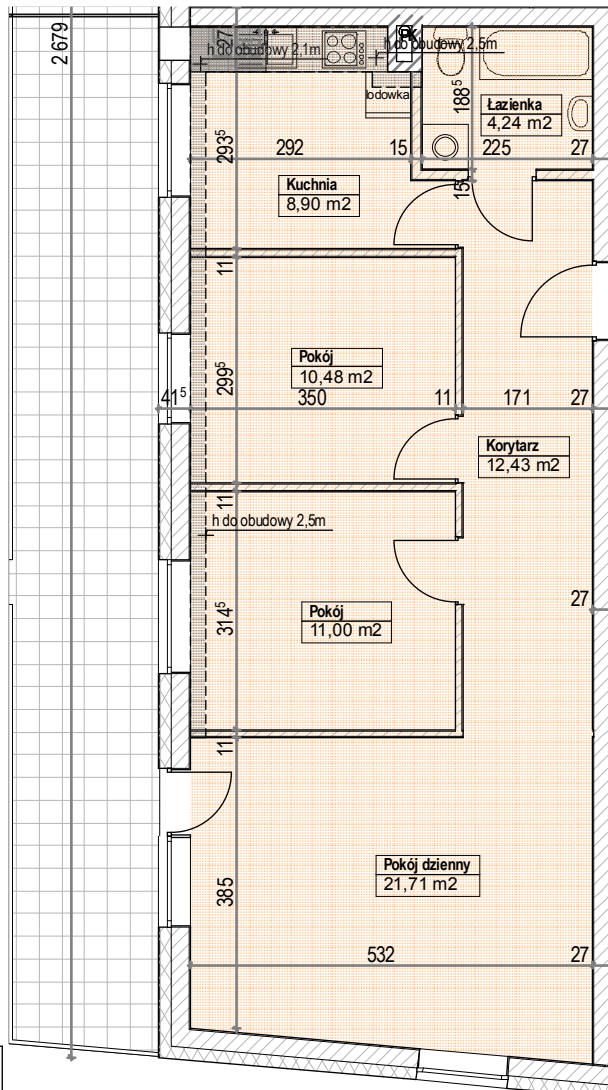 2 679
h do obudowy 2,1m
h do obudowy 2,5m
lodówka
188⁵
Łazienka
4,24 m2
293⁵
292
15
225
27
Kuchnia
8,90 m2
15
11
Pokój
10,48 m2
299⁵
41⁵
350
11
171
27
Korytarz
12,43 m2
11
h do obudowy 2,5m
Pokój
11,00 m2
314⁵
27
11
Pokój dzienny
21,71 m2
385
532
27